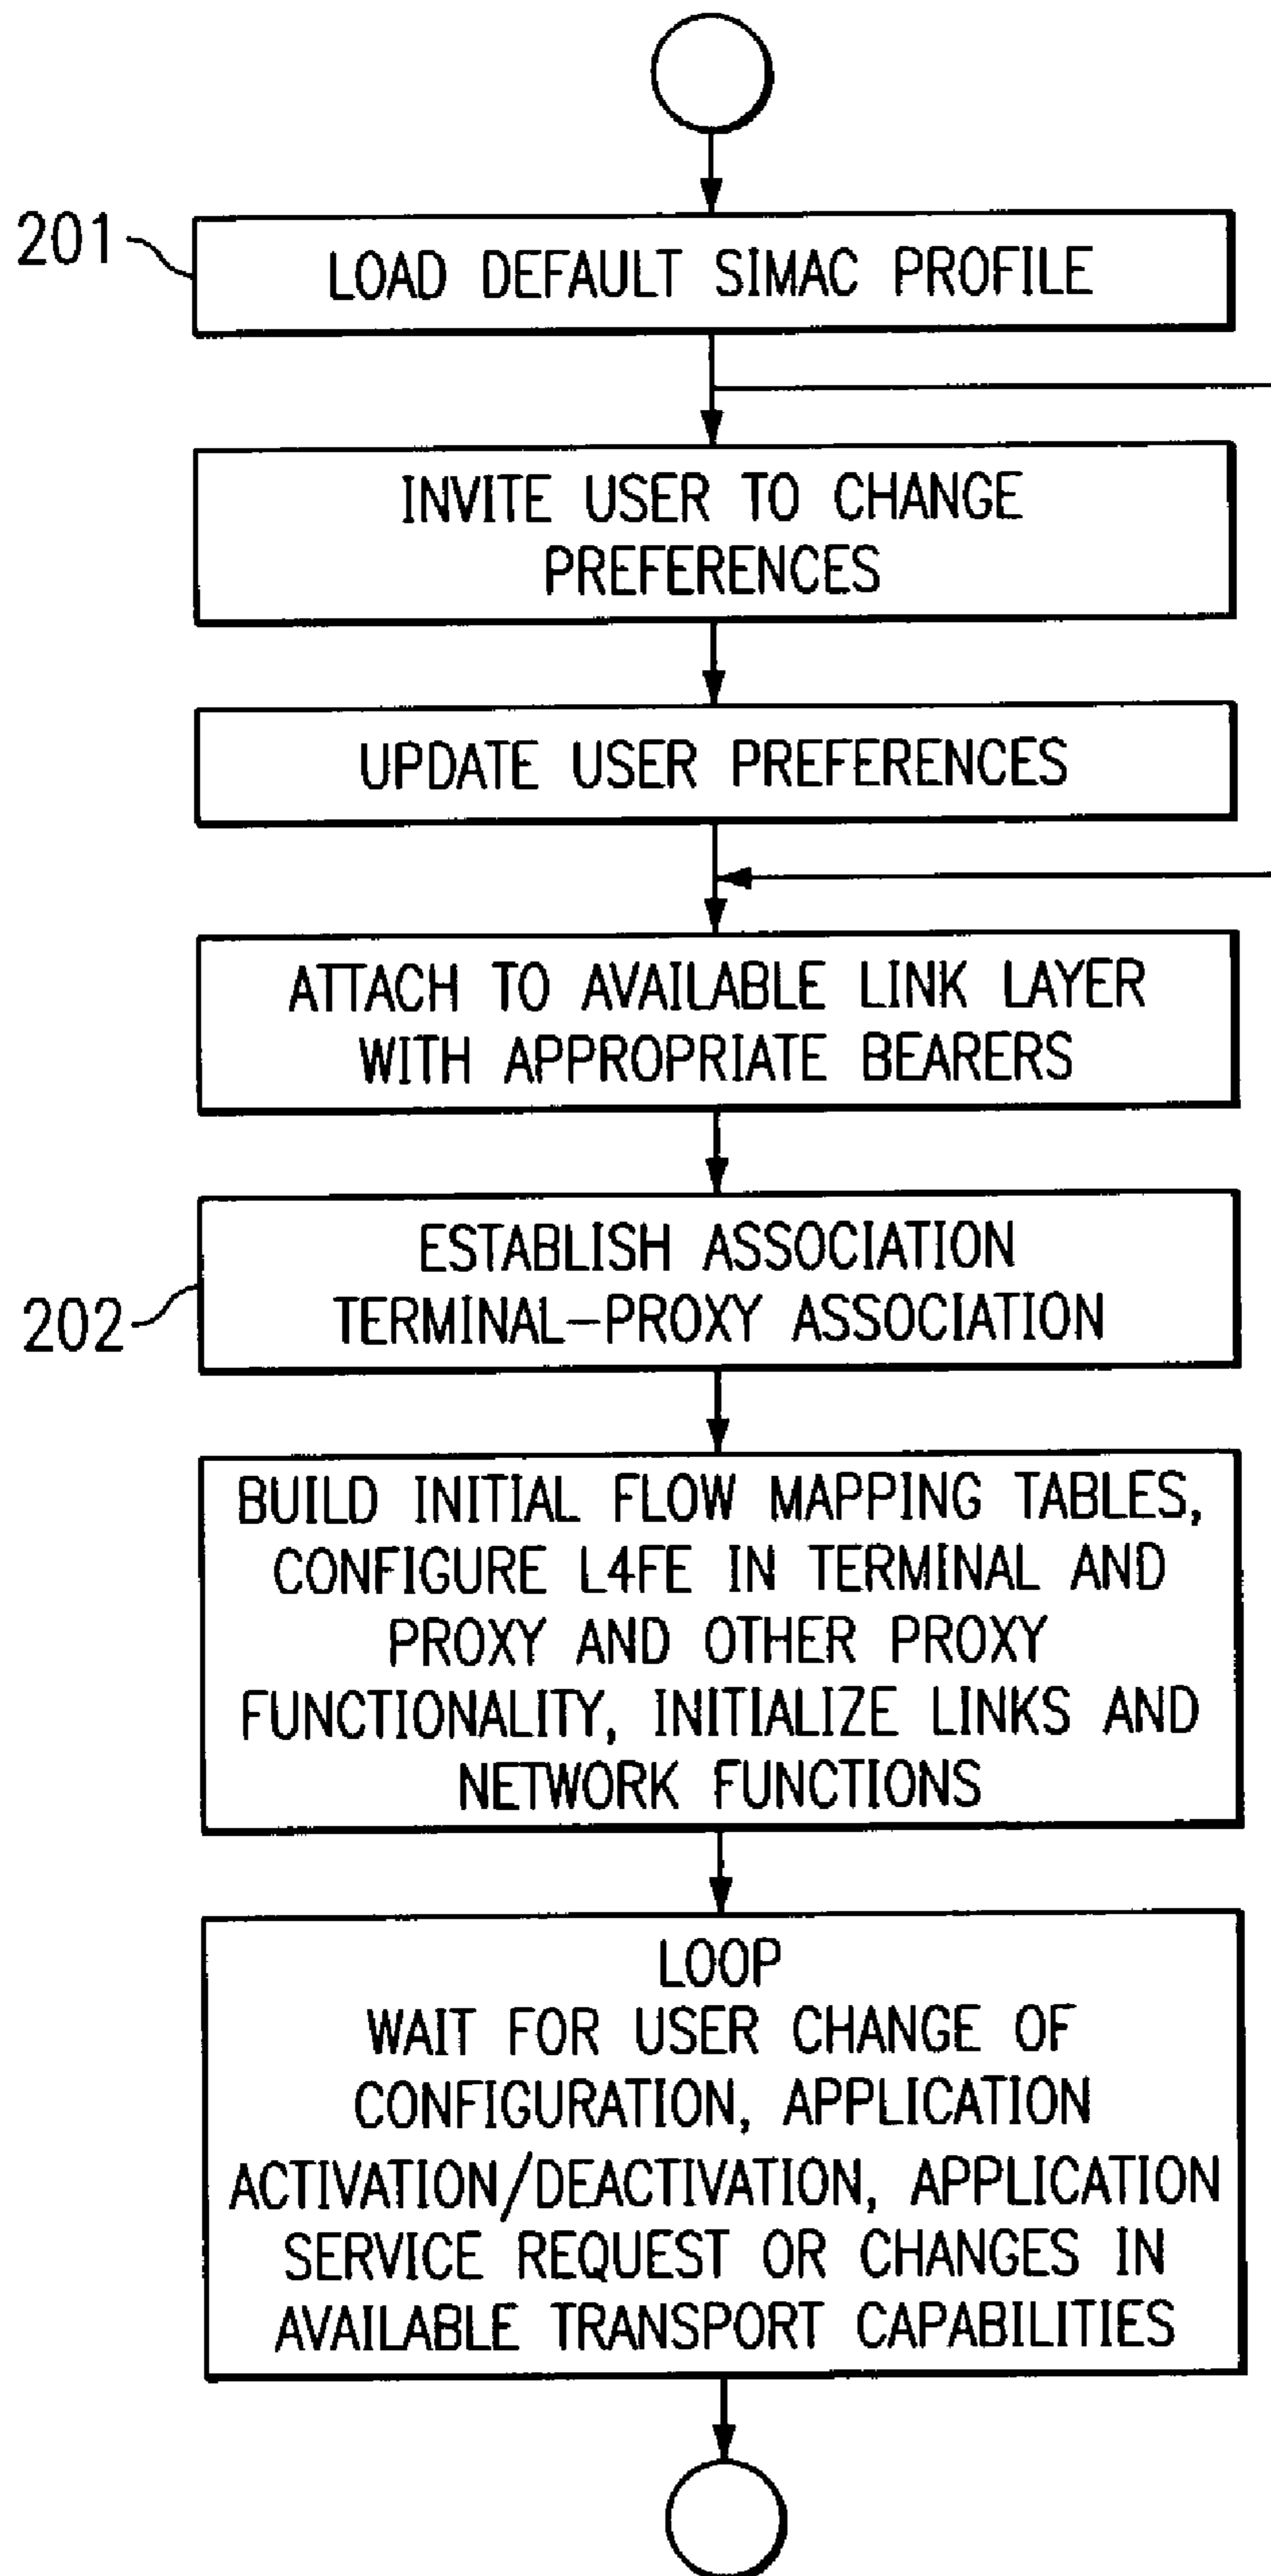 201
LOAD DEFAULT SIMAC PROFILE
INVITE USER TO CHANGE
PREFERENCES
UPDATE USER PREFERENCES
ATTACH TO AVAILABLE LINK LAYER
WITH APPROPRIATE BEARERS
ESTABLISH ASSOCIATION
202
TERMINAL-PROXY ASSOCIATION
BUILD INITIAL FLOW MAPPING TABLES,
CONFIGURE L4FE IN TERMINAL AND
PROXY AND OTHER PROXY
FUNCTIONALITY, INITIALIZE LINKS AND
NETWORK FUNCTIONS
LOOP
WAIT FOR USER CHANGE OF
CONFIGURATION, APPLICATION
ACTIVATION/DEACTIVATION, APPLICATION
SERVICE REQUEST OR CHANGES IN
AVAILABLE TRANSPORT CAPABILITIES